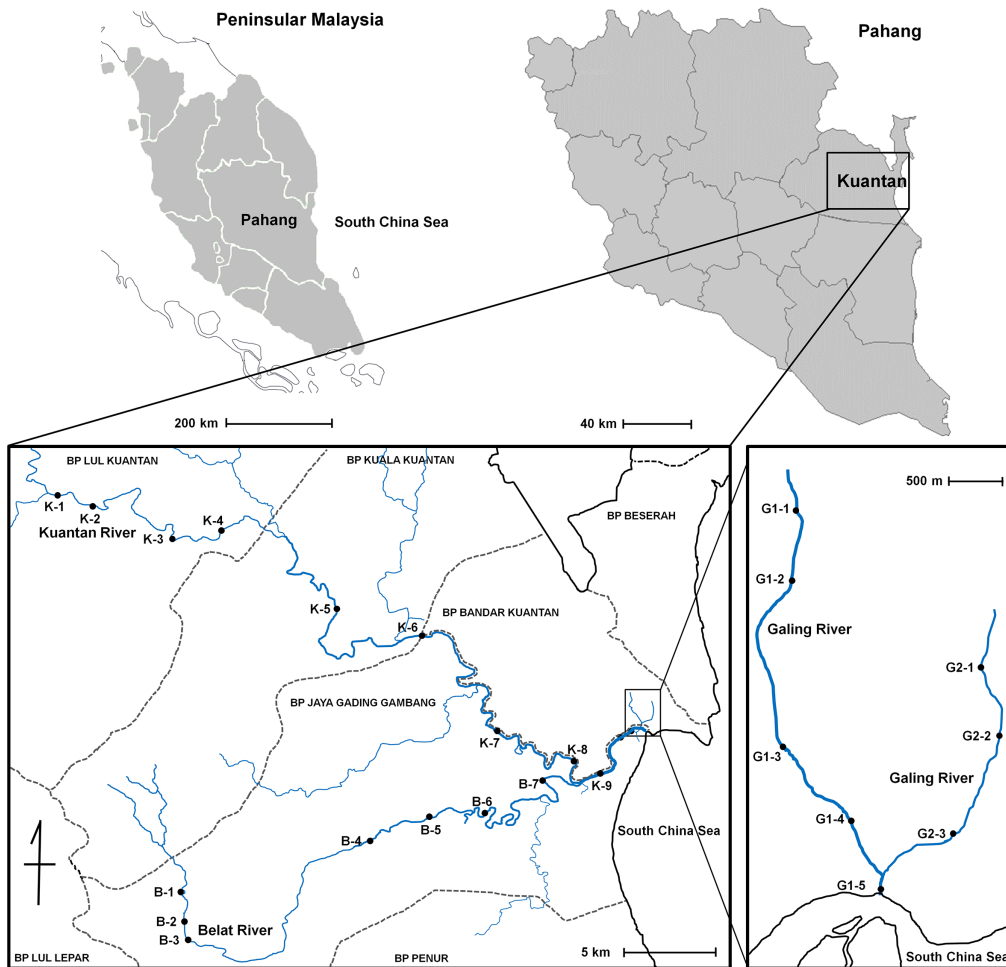 Peninsular Malaysia
Pahang
Pahang
South China Sea
Kuantan
200 km
40 km
BP LUL KUANTAN
BP KUALA KUANTAN
K-1
K-2
Kuantan River
K-3
K-4
BP BESERAH
K-5
K-6
BP BANDAR KUANTAN
BP JAYA GADING GAMBANG
K-7
K-8
K-9
B-7
B-6
B-5
B-4
South China Sea
B-1
B-2
B-3
Belat River
5 km
BP LUL LEPAR
BP PENUR
500 m
G1-1
G1-2
Galing River
G2-1
G2-2
G1-3
Galing River
G1-4
G2-3
G1-5
South China Sea